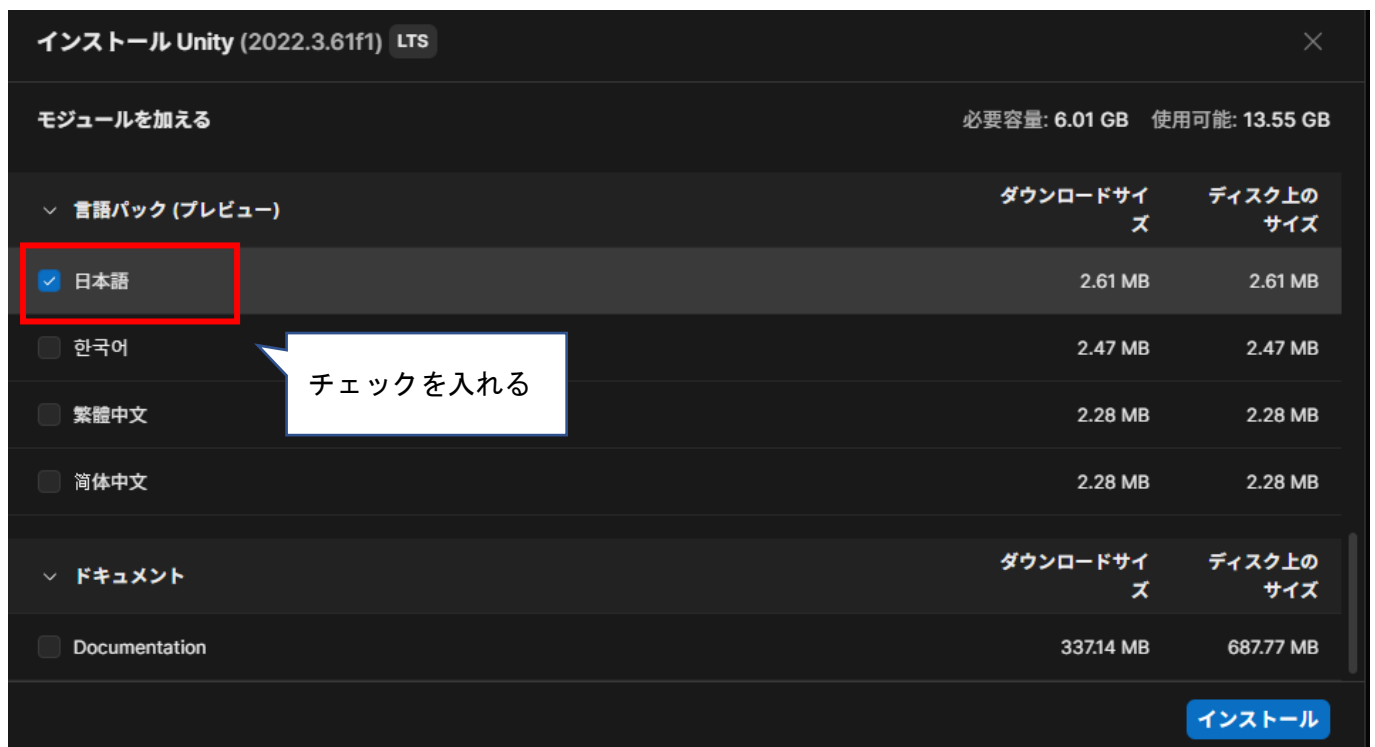 インストール Unity (2022.3.61f1) LTS
モジュールを加える 必要容量: 6.01 GB 使用可能: 13.55 GB
言語パック (プレビュー) ダウンロードサイ ディスク上の
ズ サイズ
日本語 2.61 MB 2.61 MB
한국어 2.47 MB 2.47 MB
チェックを入れる
繁體中文 2.28 MB 2.28 MB
简体中文 2.28 MB 2.28 MB
ドキュメント ダウンロードサイ ディスク上の
ズ サイズ
Documentation 337.14 MB 687.77 MB
インストール